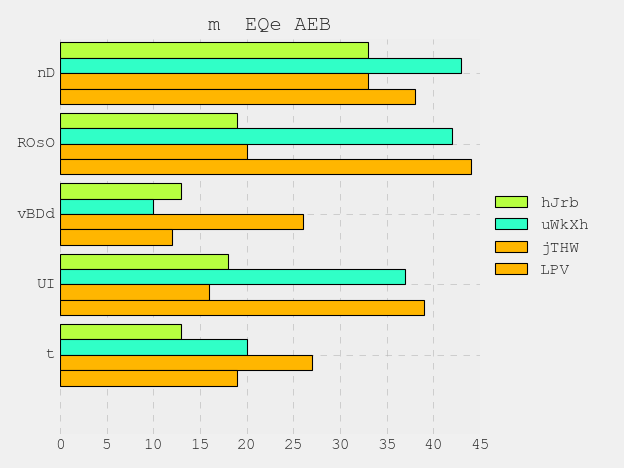 m  EQe AEB
nD
ROsO
vBDd
UI
t
0 5 10 15 20 25 30 35 40 45
hJrb
uWkXh
jTHW
LPV